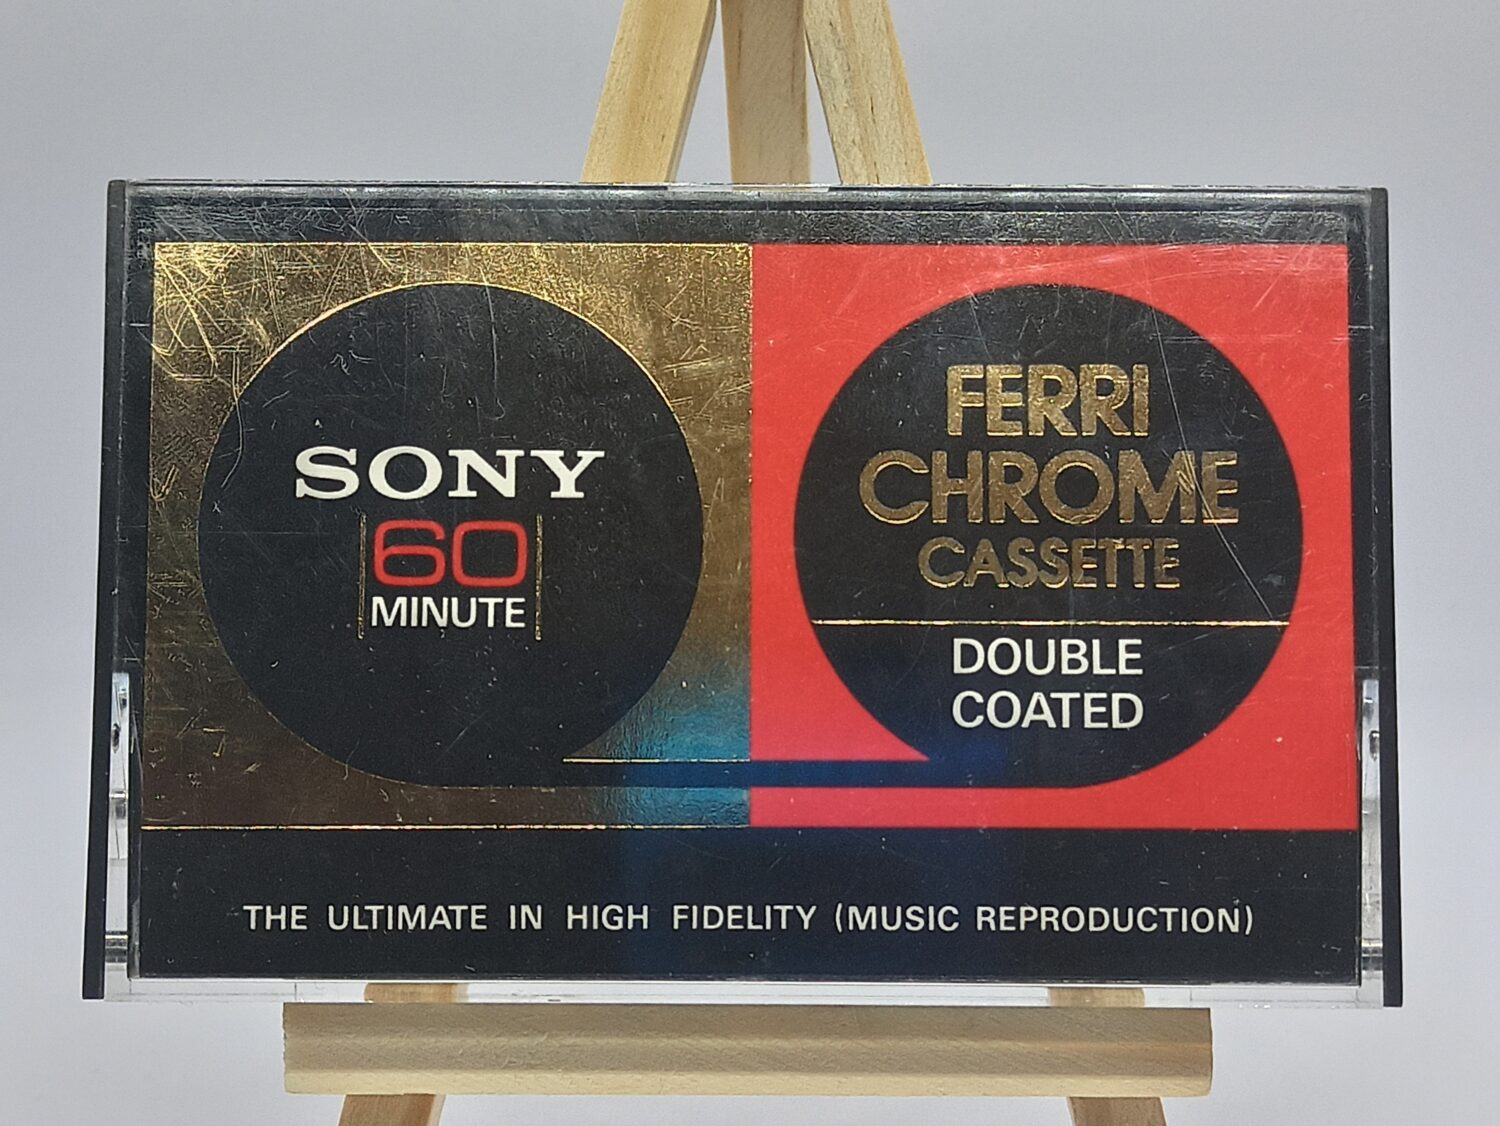 SONY
60
MINUTE
FERRI
CHROME
CASSETTE
DOUBLE
COATED
THE ULTIMATE IN HIGH FIDELITY (MUSIC REPRODUCTION)